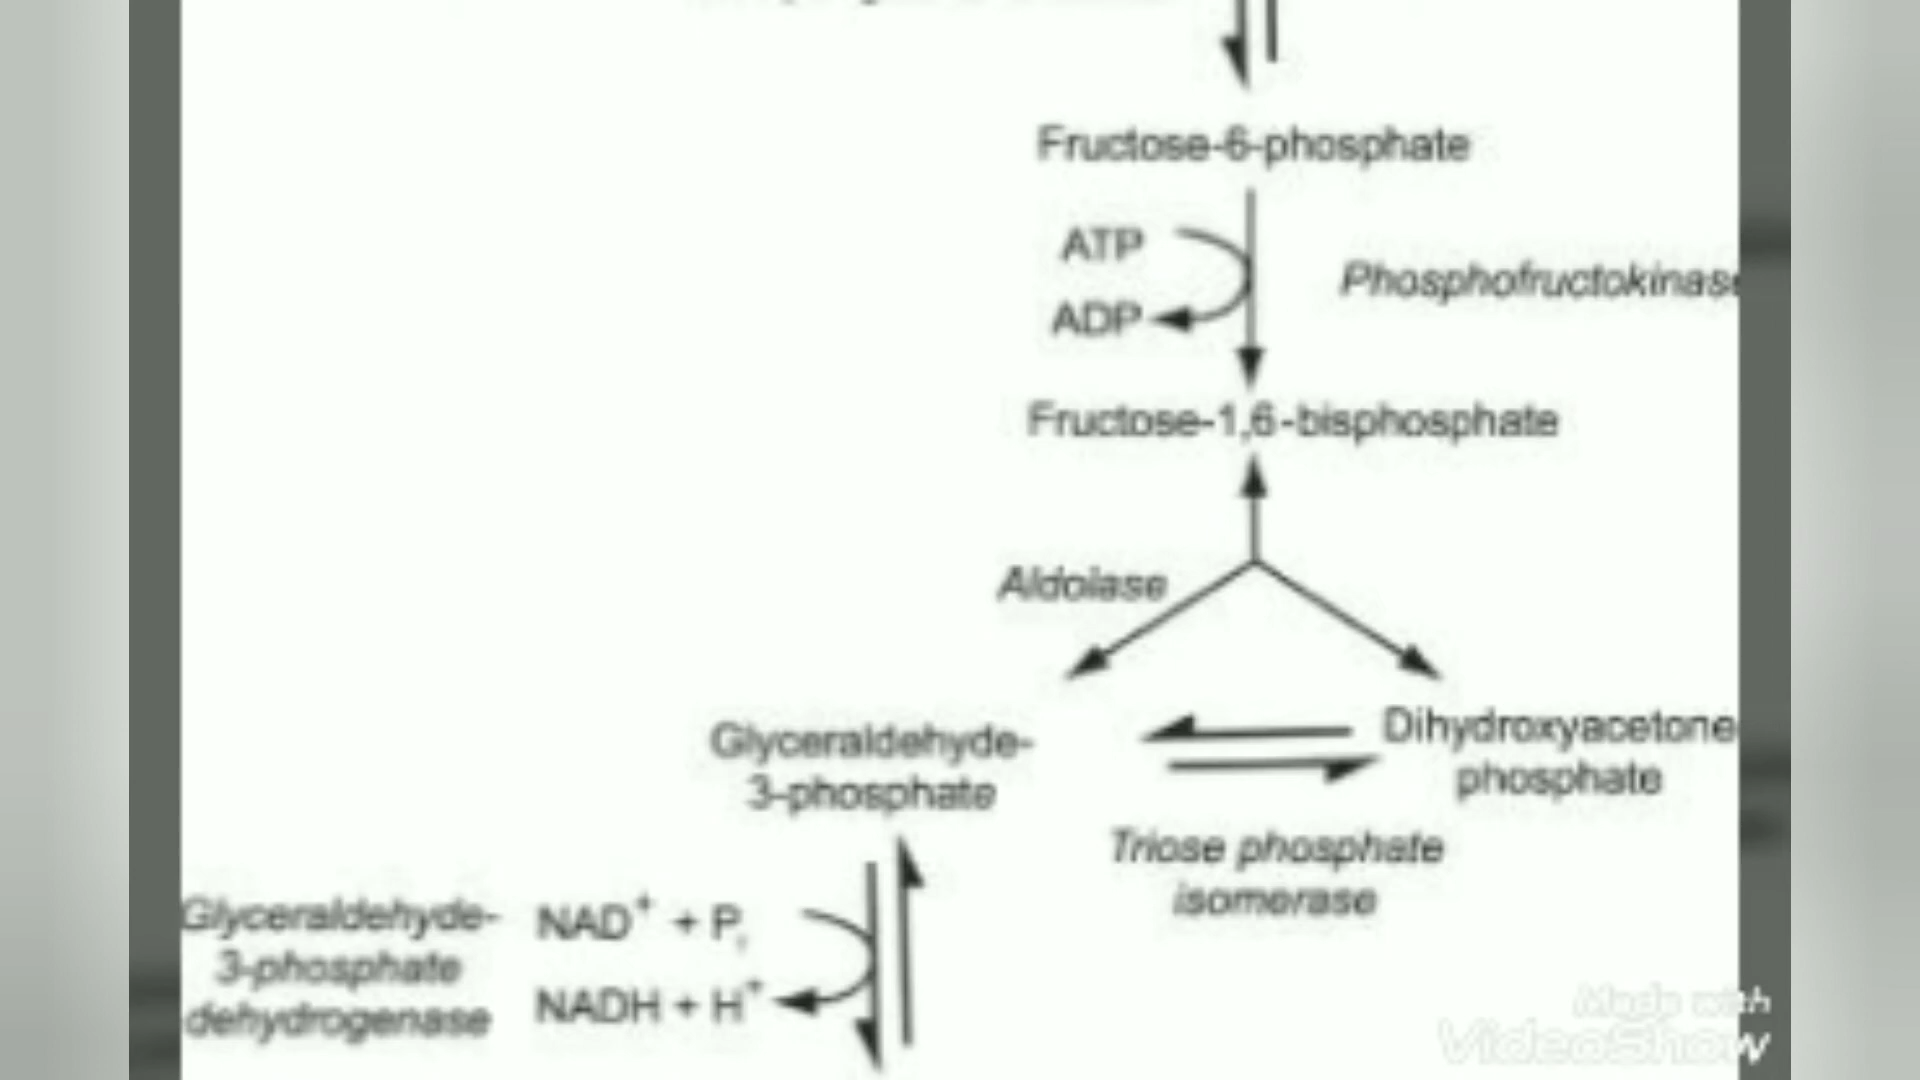 Fructose-6-phosphate
ATP
Phosphofructokinase
ADP
Fructose-1,6-bisphosphate
Aldolase
Glyceraldehyde-
3-phosphate
Dihydroxyacetone
phosphate
Triose phosphate
isomerase
Glyceraldehyde-
3-phosphate
dehydrogenase
NAD+ + Pi
NADH + H+
Made with
VideoShow